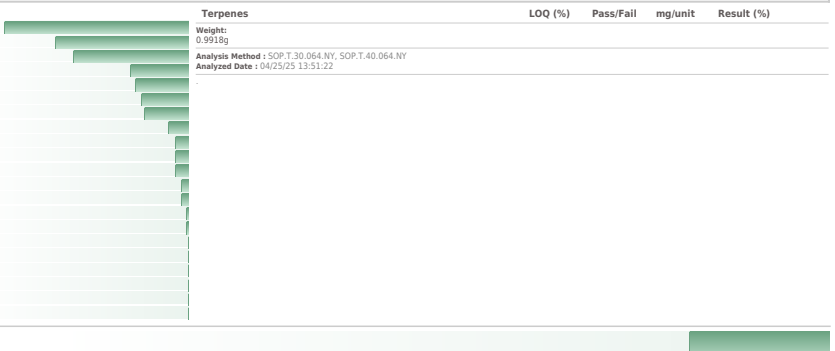 Terpenes LOQ (%) Pass/Fail mg/unit Result (%)
Weight:
0.9918g
Analysis Method : SOP.T.30.064.NY, SOP.T.40.064.NY
Analyzed Date : 04/25/25 13:51:22
.